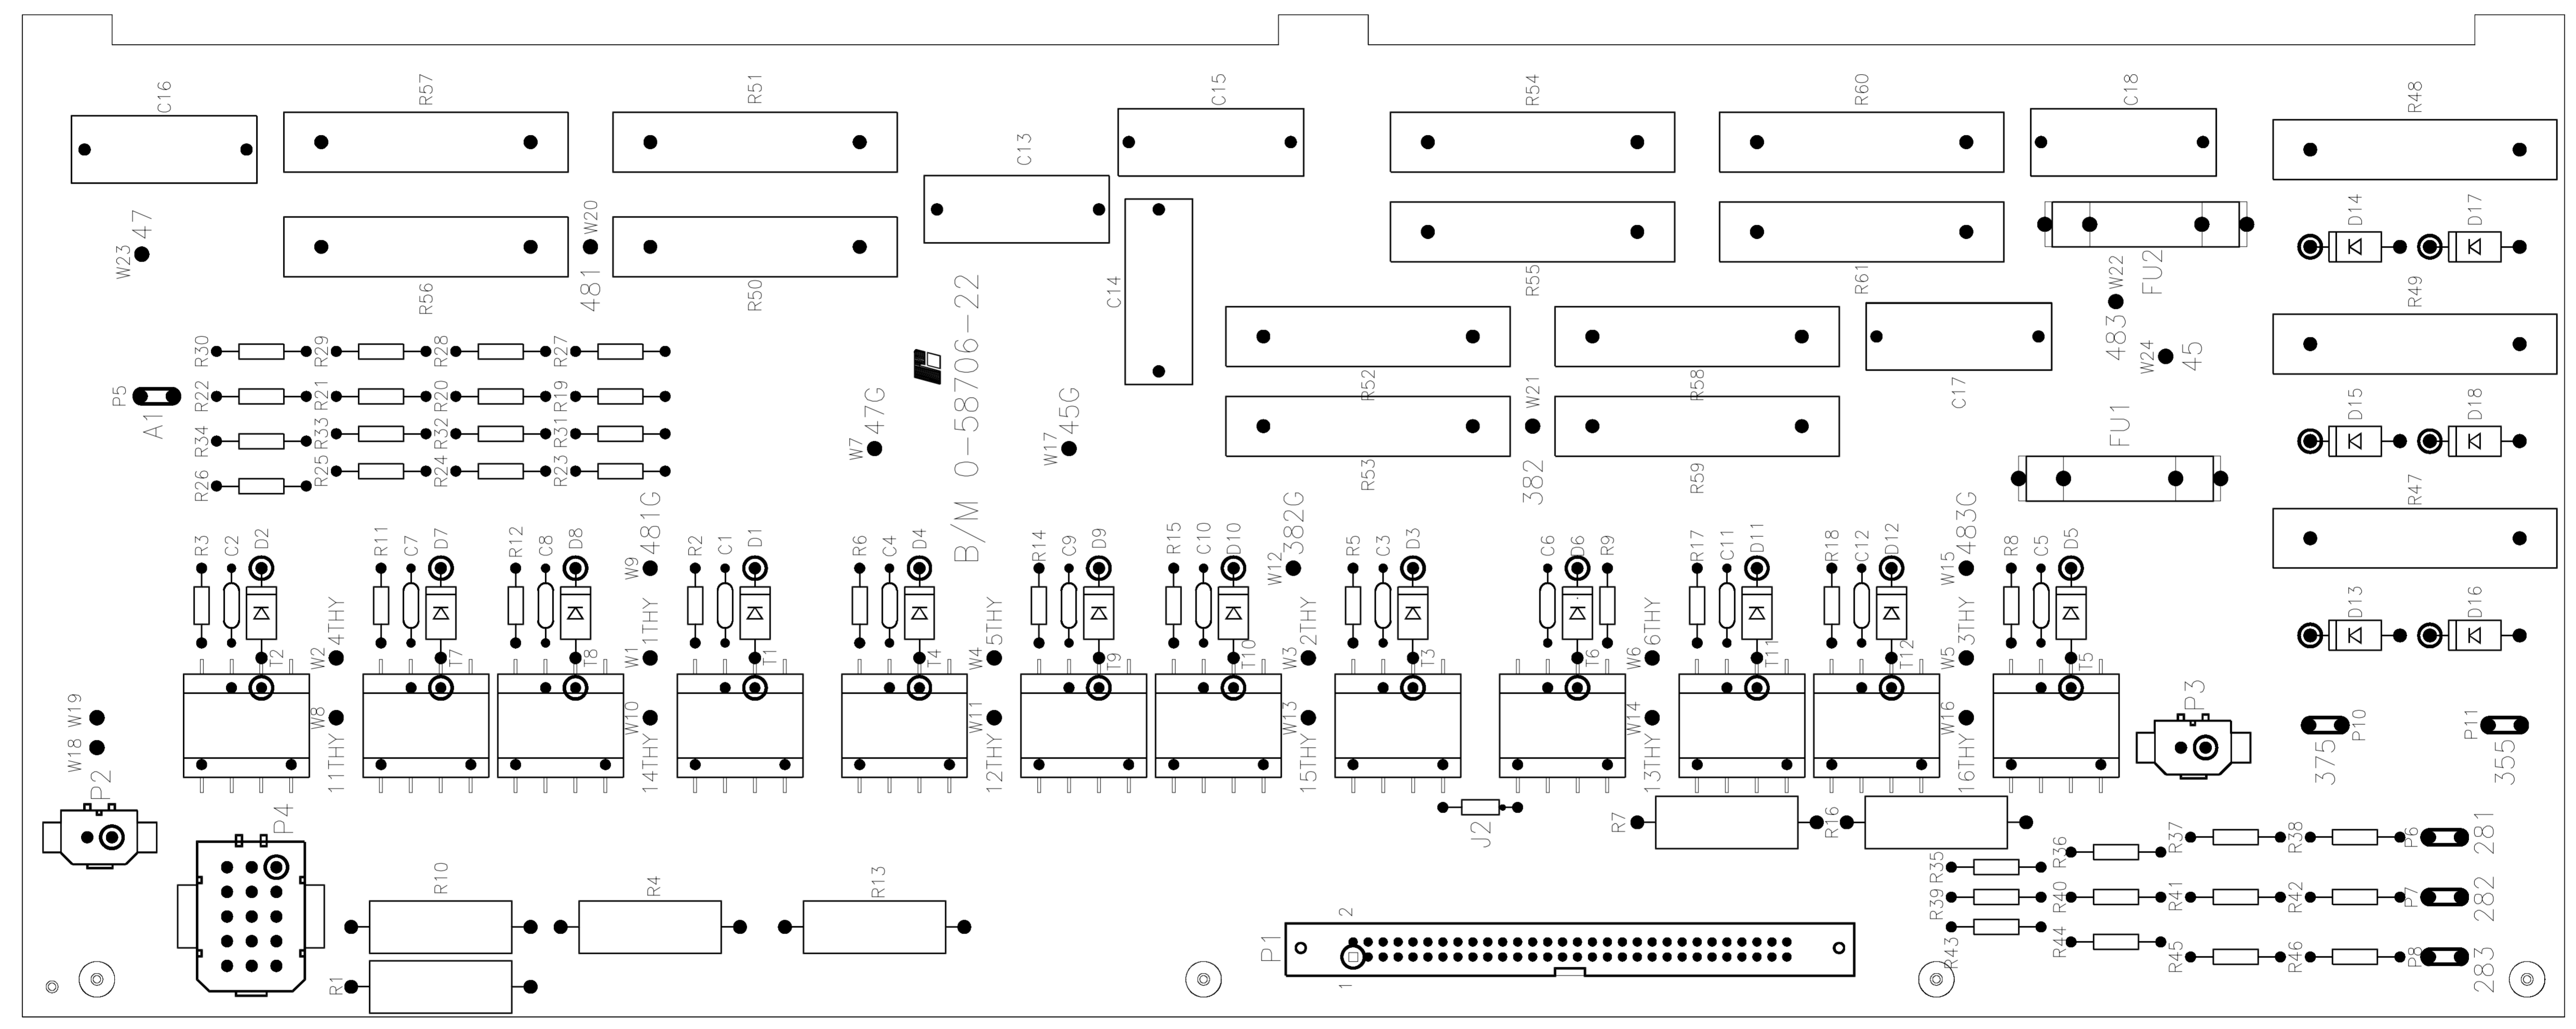 C16
R57
R51
C15
R54
R60
C18
R48
C13
W23
47
W20
481
D14
D17
R56
R50
C14
R55
R61
W22
FU2
R49
B/M 0-58706-22
483
W24
45
R30
R29
R28
R27
P5
A1
R22
R21
R20
R19
R34
R33
R32
R31
R26
R25
R24
R23
W7
47G
W17
45G
R52
W21
R58
C17
FU1
D15
D18
R53
382
R59
R47
R3
C2
D2
R11
C7
D7
R12
C8
D8
W9
481G
R2
C1
D1
R6
C4
D4
R14
C9
D9
R15
C10
D10
W12
382G
R5
C3
D3
C6
D6
R9
R17
C11
D11
R18
C12
D12
W15
483G
R8
C5
D5
D13
D16
T2
W2
4THY
T7
T8
W1
1THY
T1
T4
W4
5THY
T9
T10
W3
2THY
T3
T6
W6
6THY
T11
T12
W5
3THY
T5
W19
W18
W8
11THY
W10
14THY
W11
12THY
W13
15THY
W14
13THY
W16
16THY
P3
P10
375
P11
355
P2
P4
J2
R7
R16
R37
R38
P6
281
R10
R4
R13
R35
R36
R39
R40
R41
R42
P7
282
R43
R44
R45
R46
P8
283
R1
P1
2
1